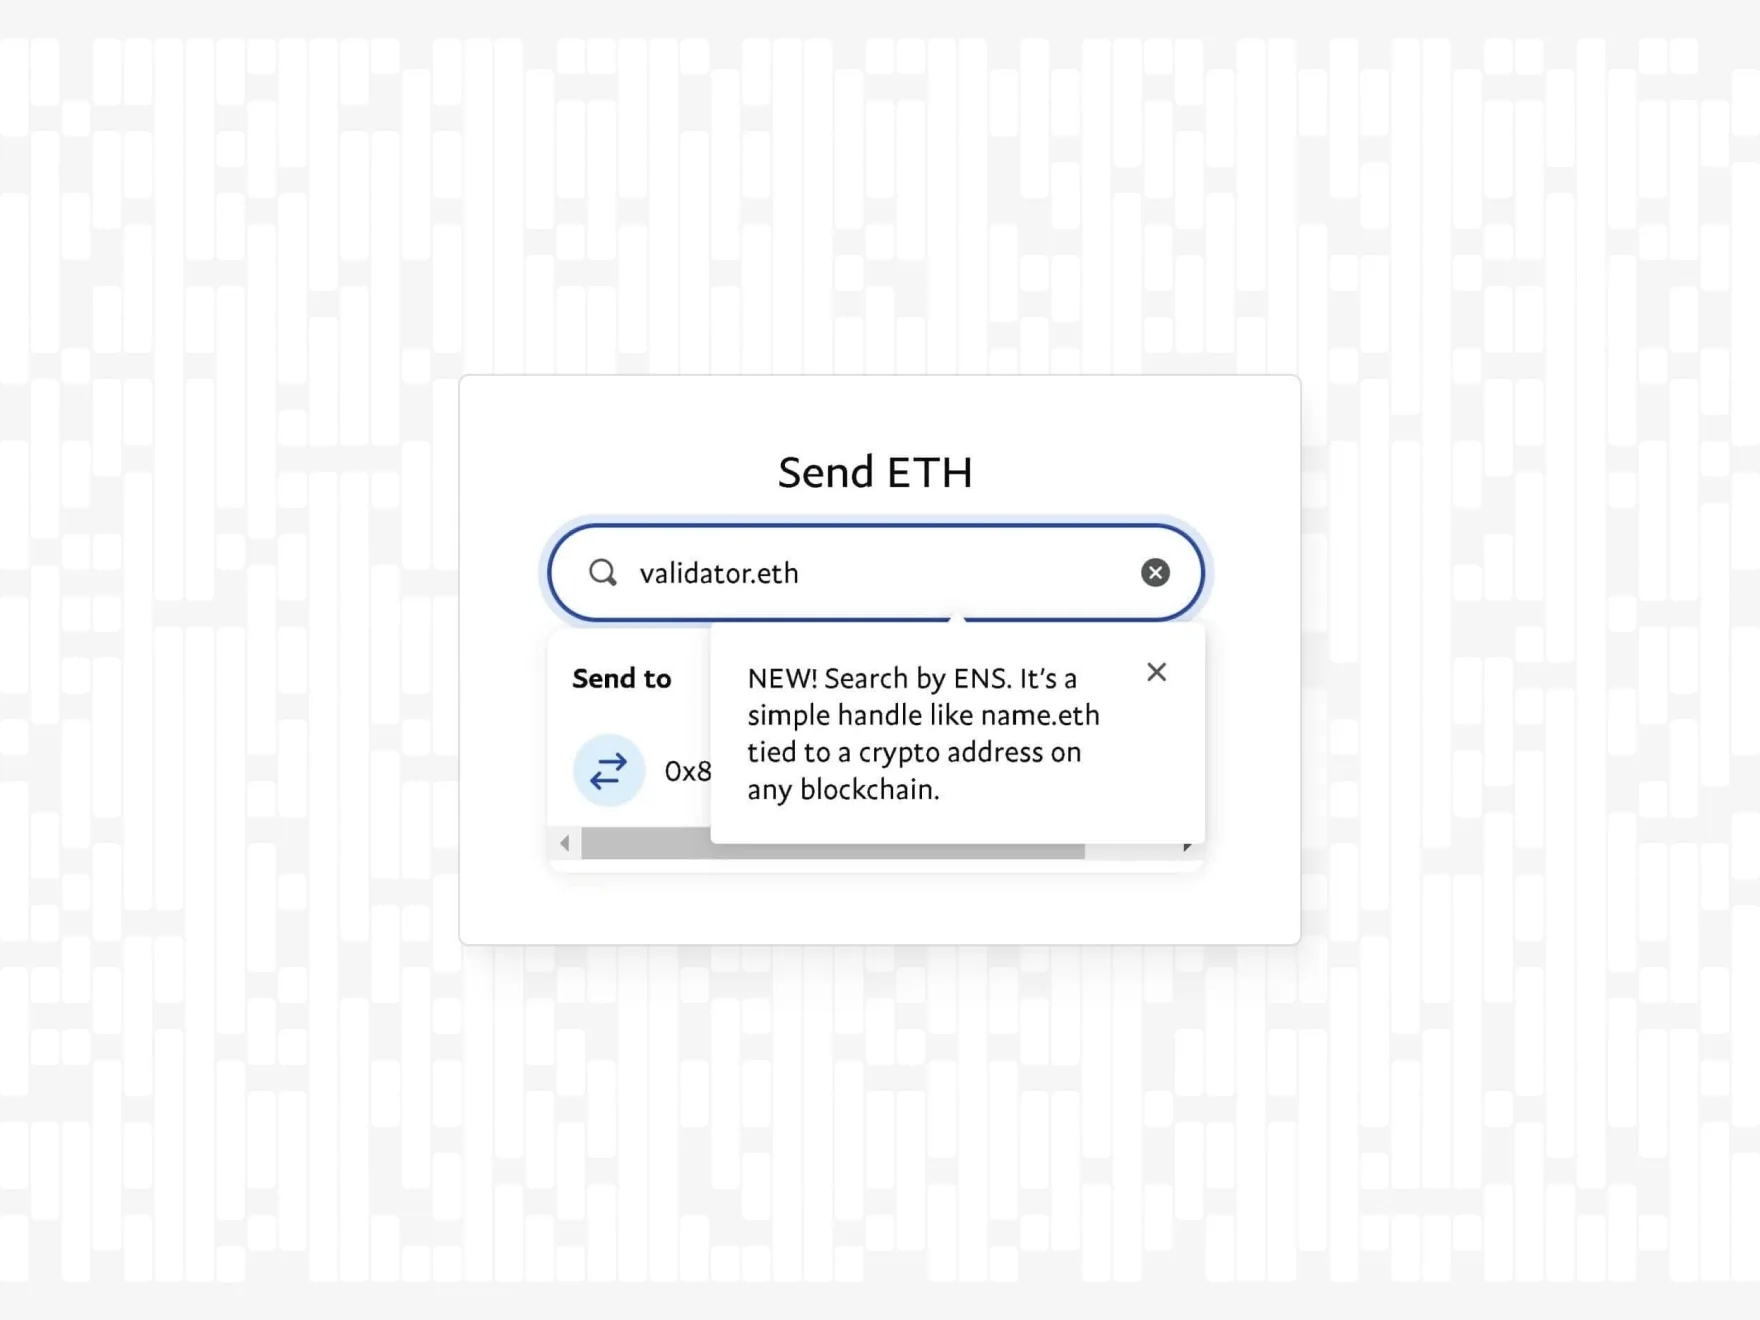 Send ETH
validator.eth
Send to
0x8
NEW! Search by ENS. It's a
simple handle like name.eth
tied to a crypto address on
any blockchain.